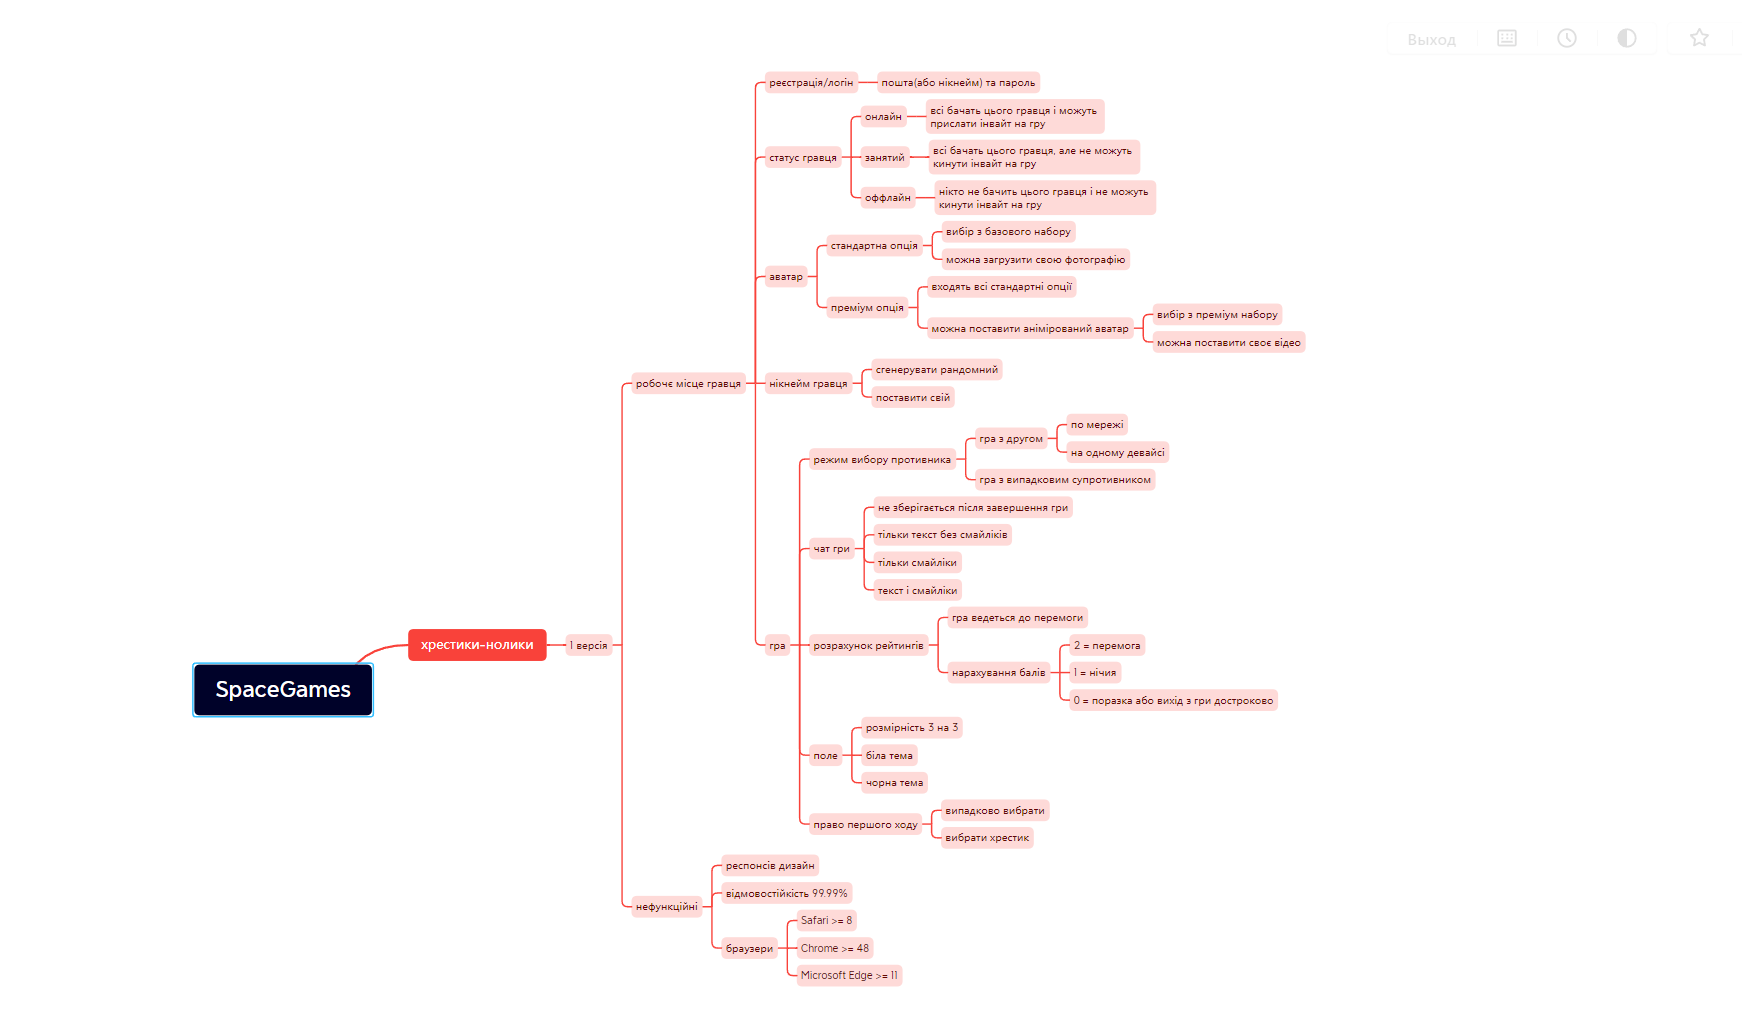 Выход
реєстрація/логін
пошта(або нікнейм) та пароль
статус гравця
онлайн
всі бачать цього гравця і можуть
прислати інвайт на гру
занятий
всі бачать цього гравця, але не можуть
кинути інвайт на гру
оффлайн
нікто не бачить цього гравця і не можуть
кинути інвайт на гру
аватар
стандартна опція
вибір з базового набору
можна загрузити свою фотографію
преміум опція
входять всі стандартні опції
можна поставити анімірований аватар
вибір з преміум набору
можна поставити своє відео
робочє місце гравця
нікнейм гравця
сгенерувати рандомний
поставити свій
режим вибору противника
гра з другом
по мережі
на одному девайсі
гра з випадковим супротивником
чат гри
не зберігається після завершення гри
тільки текст без смайліків
тільки смайліки
текст і смайліки
SpaceGames
хрестики-нолики
1 версія
гра
розрахунок рейтингів
гра ведеться до перемоги
нарахування балів
2 = перемога
1 = нічия
0 = поразка або вихід з гри достроково
поле
розмірність 3 на 3
біла тема
чорна тема
право першого ходу
випадково вибрати
вибрати хрестик
нефункційні
респонсів дизайн
відмовостійкість 99.99%
браузери
Safari >= 8
Chrome >= 48
Microsoft Edge >= 11